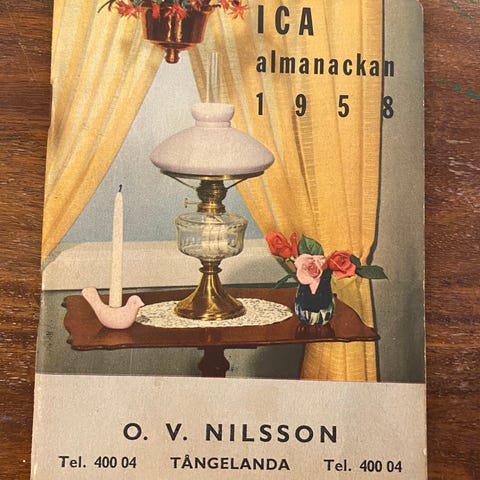 ICA
almanackan
1958
O. V. NILSSON
Tel. 400 04 TÅNGELANDA Tel. 400 04